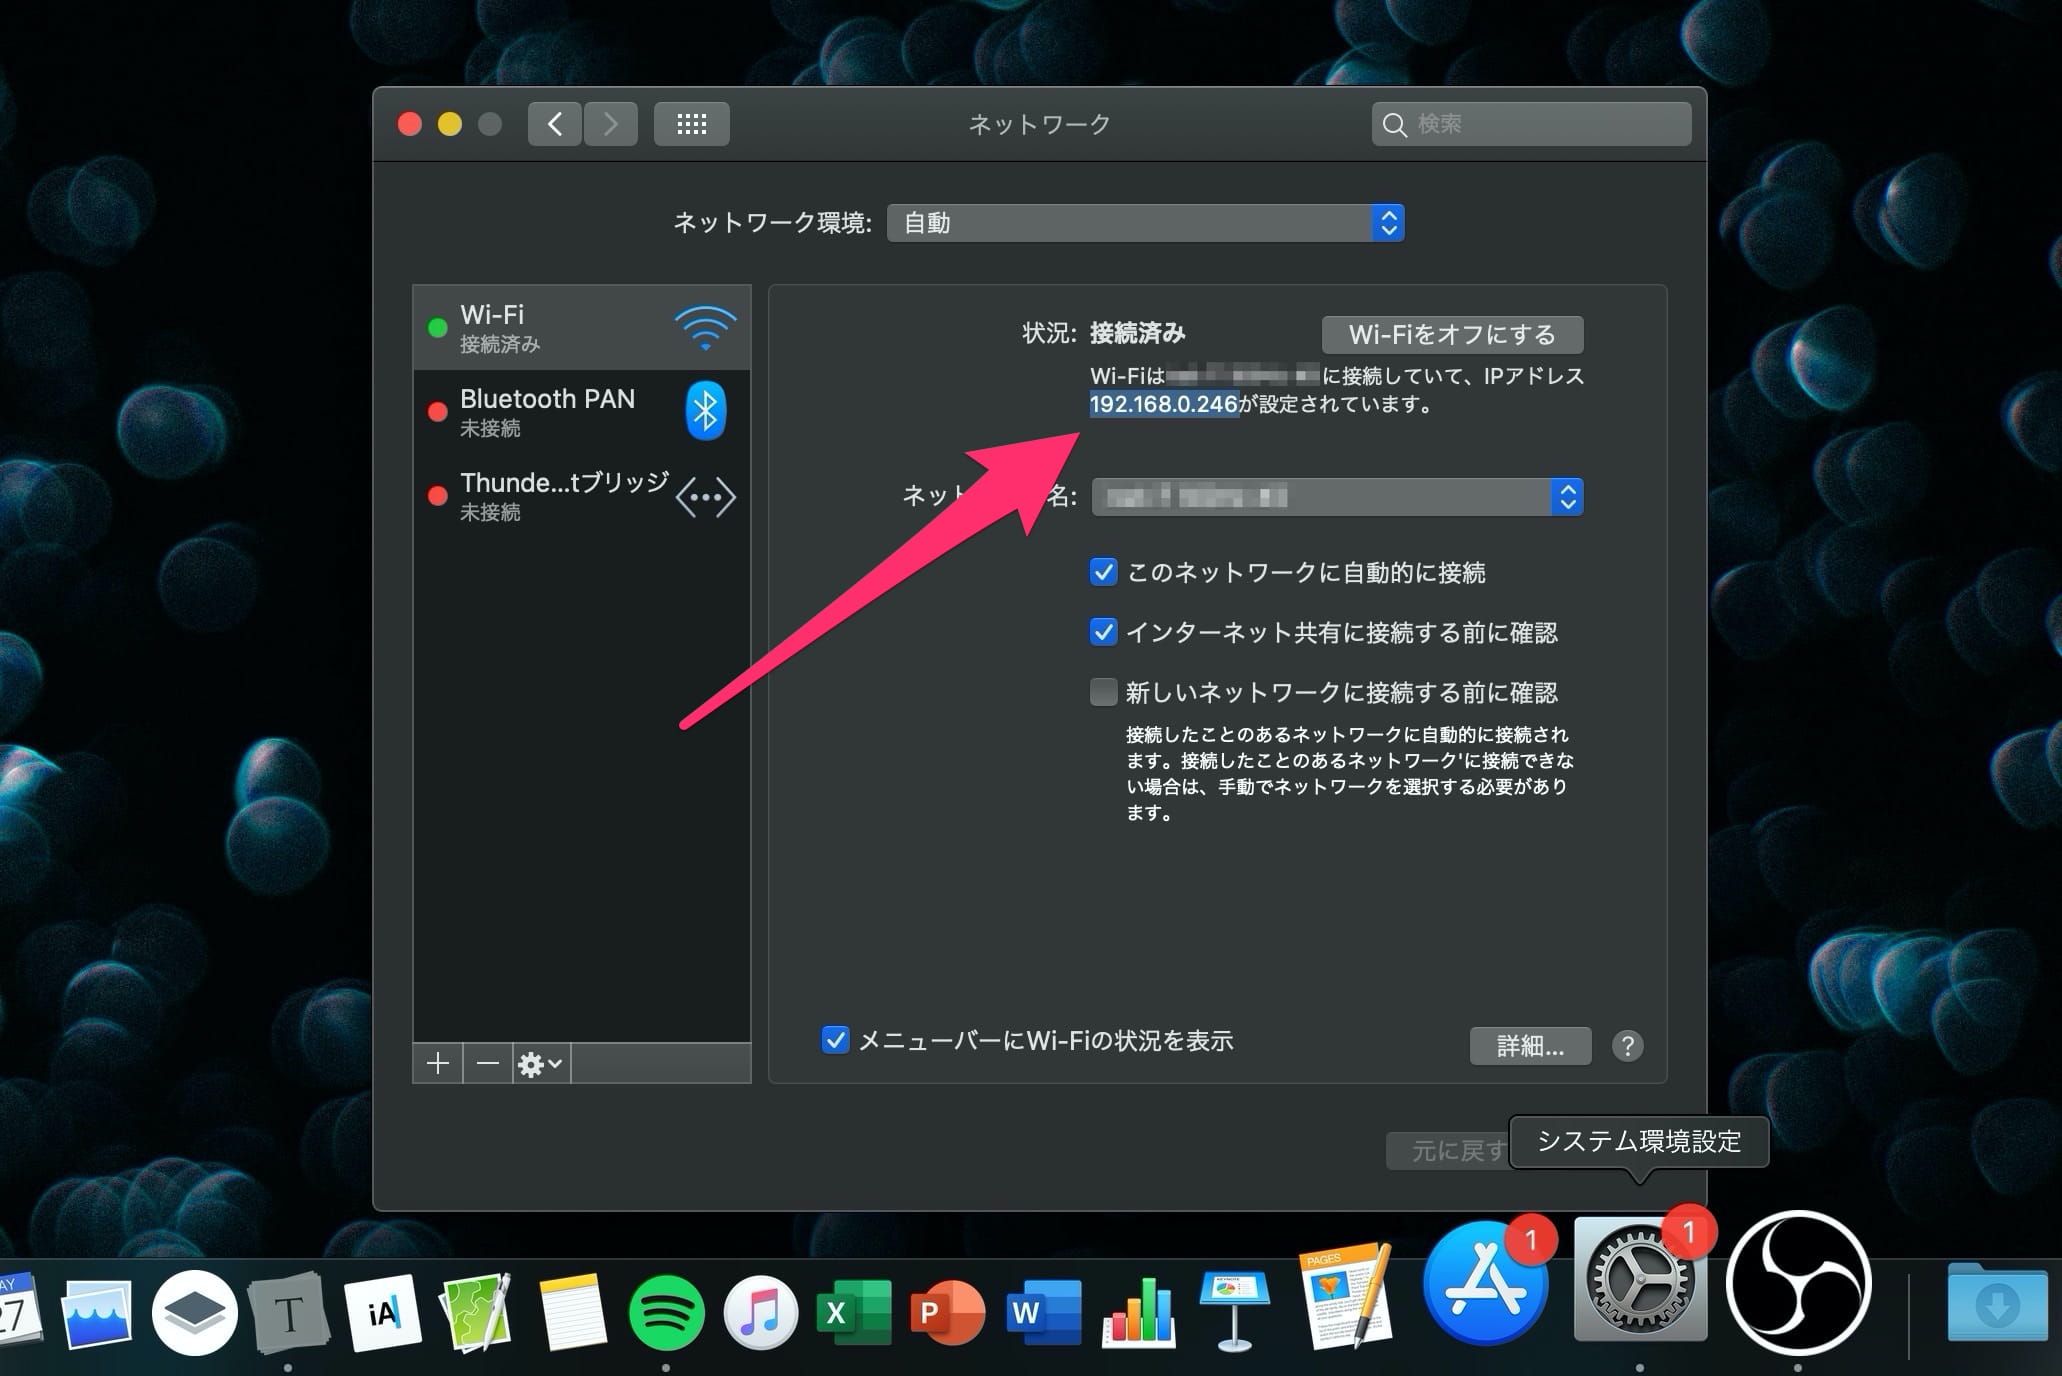 ネットワーク
検索
ネットワーク環境:
自動
Wi-Fi
接続済み
Bluetooth PAN
未接続
Thunde...tブリッジ
未接続
状況: 接続済み
Wi-Fiをオフにする
Wi-Fiは に接続していて、IPアドレス
192.168.0.246が設定されています。
ネット 名:
このネットワークに自動的に接続
インターネット共有に接続する前に確認
新しいネットワークに接続する前に確認
接続したことのあるネットワークに自動的に接続され
ます。接続したことのあるネットワーク'に接続できな
い場合は、手動でネットワークを選択する必要があり
ます。
メニューバーにWi-Fiの状況を表示
詳細...
?
元に戻す
システム環境設定
1
1
AY
27
T
iA
X
P
W
KEYNOTE
PAGES